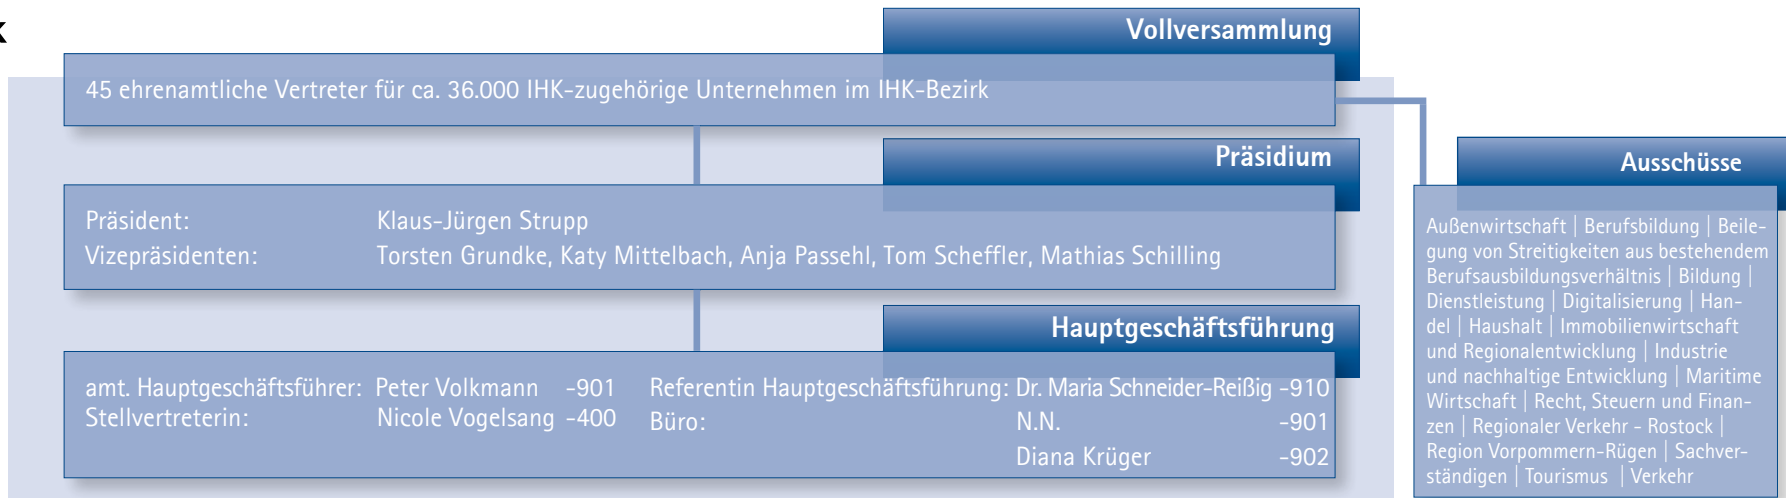 k
Vollversammlung
45 ehrenamtliche Vertreter für ca. 36.000 IHK-zugehörige Unternehmen im IHK-Bezirk
Präsidium
Präsident: Klaus-Jürgen Strupp
Vizepräsidenten: Torsten Grundke, Katy Mittelbach, Anja Passehl, Tom Scheffler, Mathias Schilling
Hauptgeschäftsführung
amt. Hauptgeschäftsführer: Peter Volkmann -901 Referentin Hauptgeschäftsführung: Dr. Maria Schneider-Reißig -910
Stellvertreterin: Nicole Vogelsang -400 Büro: N.N. -901
Diana Krüger -902
Ausschüsse
Außenwirtschaft | Berufsbildung | Beile-
gung von Streitigkeiten aus bestehendem
Berufsausbildungsverhältnis | Bildung |
Dienstleistung | Digitalisierung | Han-
del | Haushalt | Immobilienwirtschaft
und Regionalentwicklung | Industrie
und nachhaltige Entwicklung | Maritime
Wirtschaft | Recht, Steuern und Finan-
zen | Regionaler Verkehr - Rostock |
Region Vorpommern-Rügen | Sachver-
ständigen | Tourismus | Verkehr